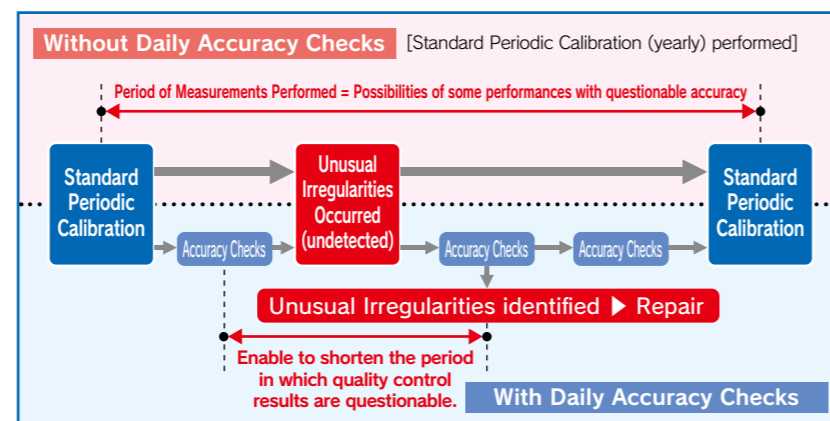 Without Daily Accuracy Checks [Standard Periodic Calibration (yearly) performed]
Period of Measurements Performed = Possibilities of some performances with questionable accuracy
Standard
Periodic
Calibration
Unusual
Irregularities
Occurred
(undetected)
Standard
Periodic
Calibration
Accuracy Checks
Accuracy Checks
Accuracy Checks
Unusual Irregularities identified ▶ Repair
Enable to shorten the period
in which quality control
results are questionable.
With Daily Accuracy Checks